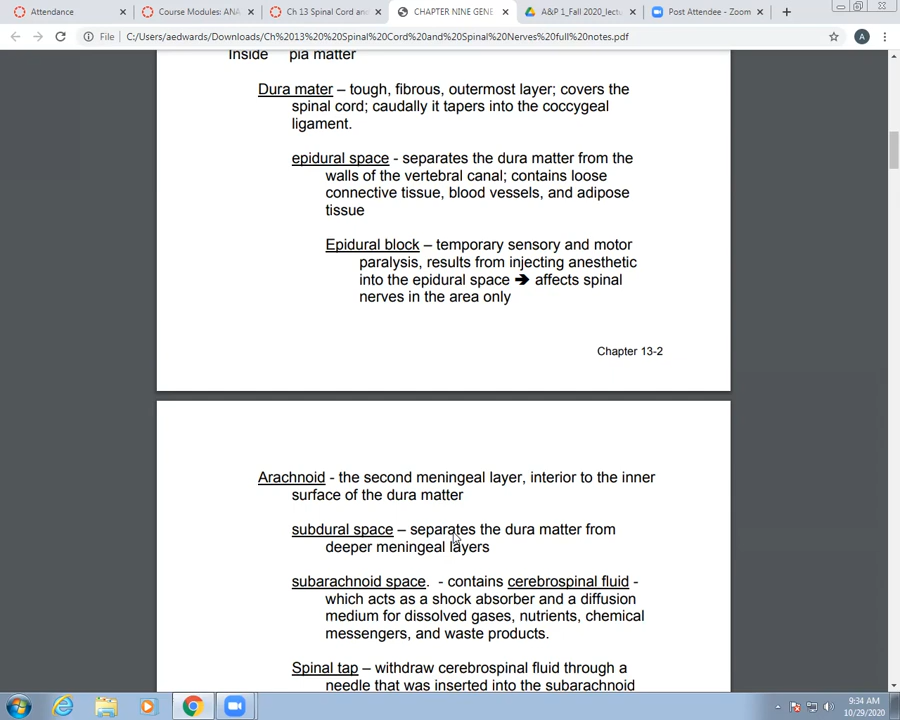 Attendance
Course Modules: ANA
Ch 13 Spinal Cord and
CHAPTER NINE GENE
A&P 1_Fall 2020_lectu
Post Attendee - Zoom
File
C:/Users/aedwards/Downloads/Ch%2013%20%20Spinal%20Cord%20and%20Spinal%20Nerves%20full%20notes.pdf
A
Inside pia matter
Dura mater – tough, fibrous, outermost layer; covers the
spinal cord; caudally it tapers into the coccygeal
ligament.
epidural space - separates the dura matter from the
walls of the vertebral canal; contains loose
connective tissue, blood vessels, and adipose
tissue
Epidural block – temporary sensory and motor
paralysis, results from injecting anesthetic
into the epidural space ➔ affects spinal
nerves in the area only
Chapter 13-2
Arachnoid - the second meningeal layer, interior to the inner
surface of the dura matter
subdural space – separates the dura matter from
deeper meningeal layers
subarachnoid space. - contains cerebrospinal fluid -
which acts as a shock absorber and a diffusion
medium for dissolved gases, nutrients, chemical
messengers, and waste products.
Spinal tap – withdraw cerebrospinal fluid through a
needle that was inserted into the subarachnoid
9:34 AM
10/29/2020